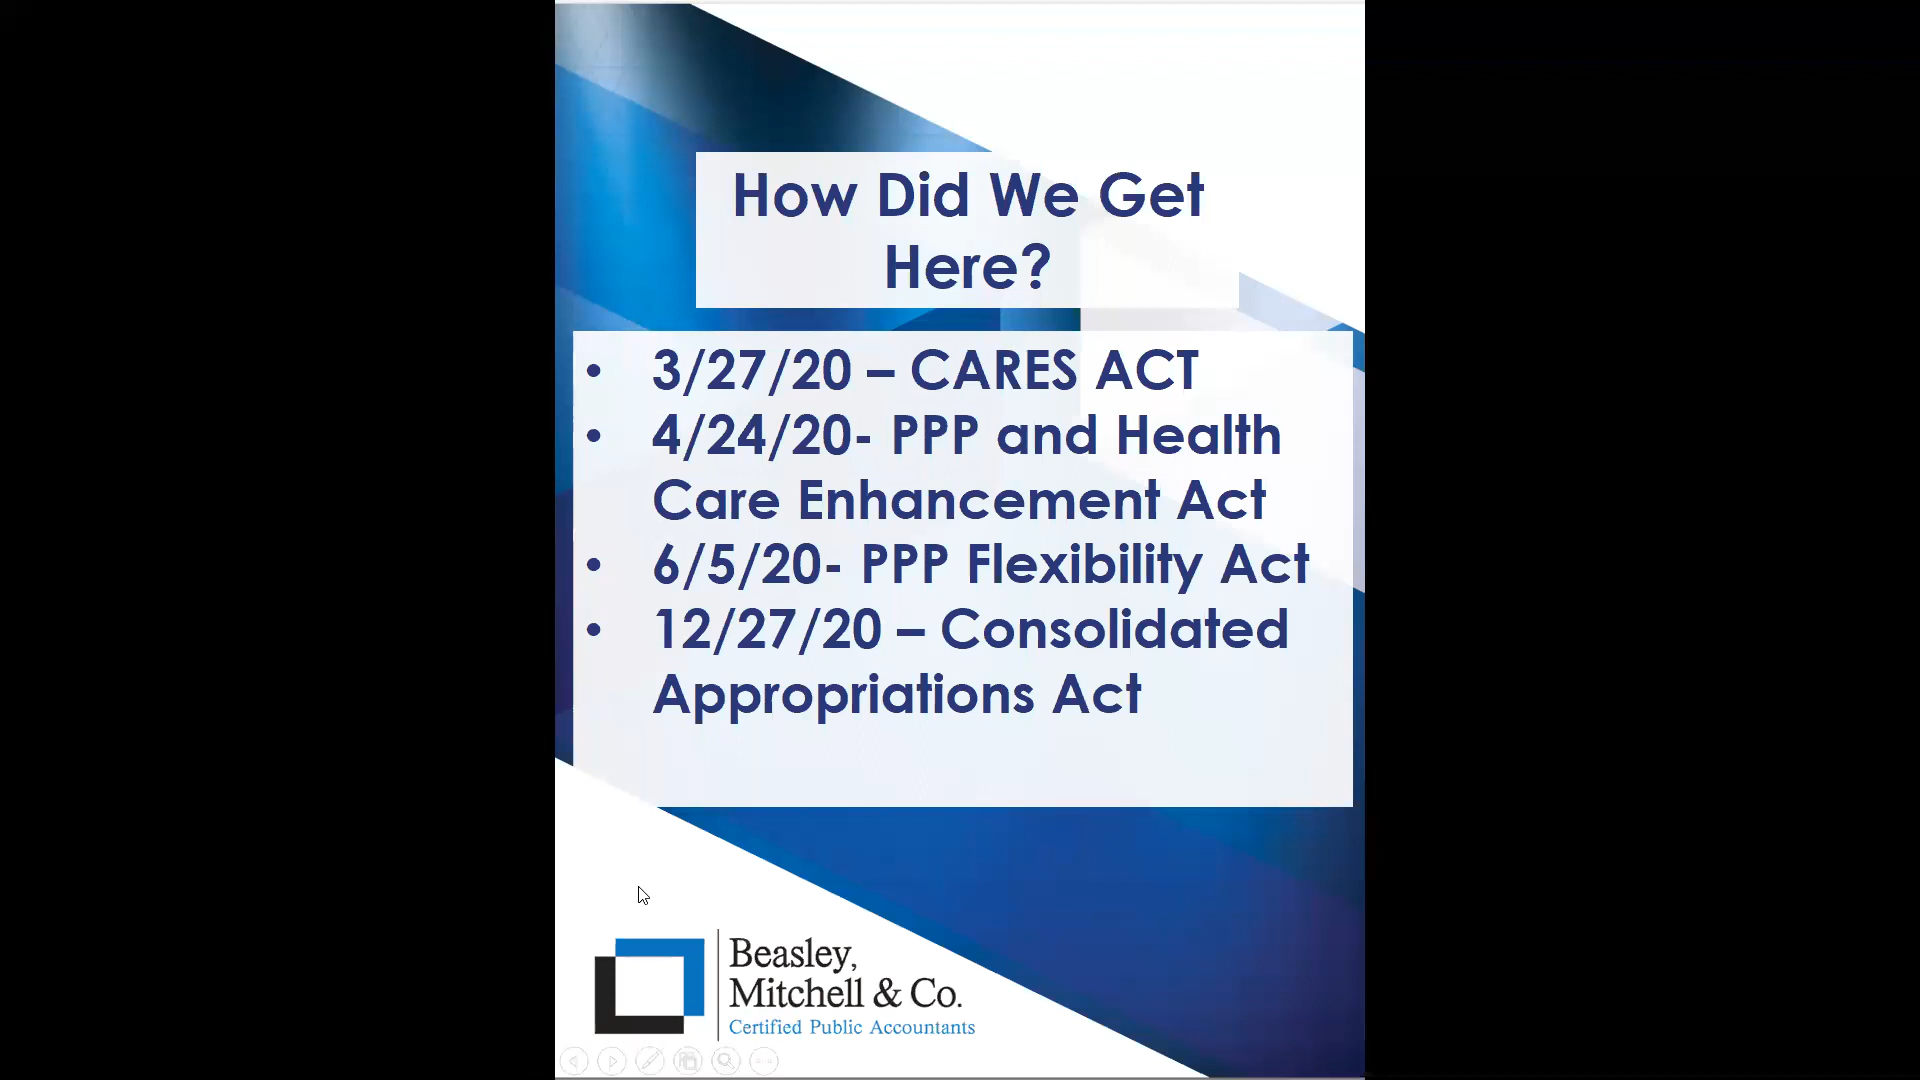 How Did We Get
Here?
• 3/27/20 – CARES ACT
• 4/24/20- PPP and Health
Care Enhancement Act
• 6/5/20- PPP Flexibility Act
• 12/27/20 – Consolidated
Appropriations Act
Beasley,
Mitchell & Co.
Certified Public Accountants